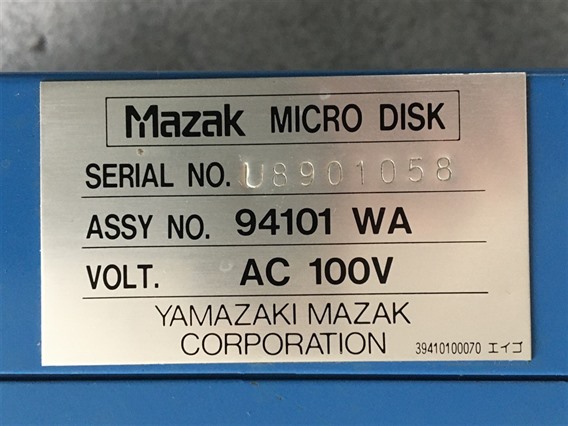 Mazak MICRO DISK
SERIAL NO. U8901058
ASSY NO. 94101 WA
VOLT. AC 100V
YAMAZAKI MAZAK
CORPORATION
39410100070 エイゴ